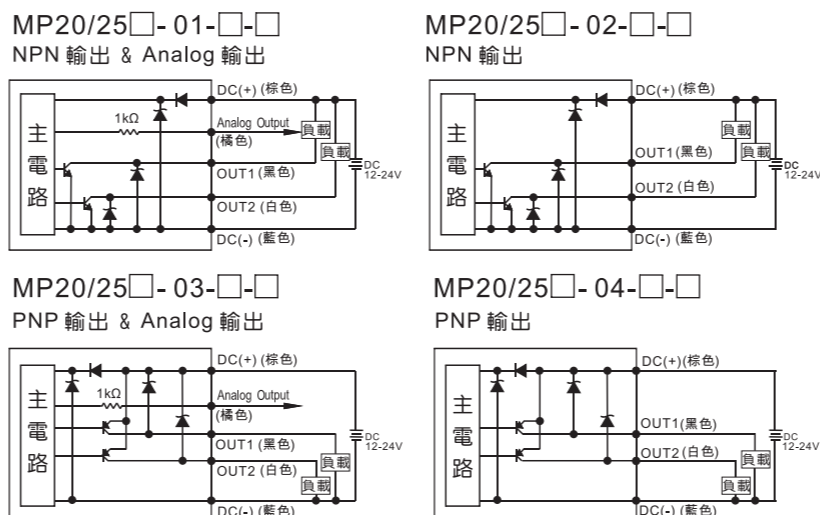 MP20/25□-01-□-□
NPN 輸出 & Analog 輸出
主電路
1kΩ
DC(+) (棕色)
Analog Output
(橘色)
負載
負載
OUT1 (黑色)
OUT2 (白色)
DC
12-24V
DC(-) (藍色)
MP20/25□-02-□-□
NPN 輸出
主電路
DC(+) (棕色)
負載
負載
OUT1(黑色)
OUT2 (白色)
DC
12-24V
DC(-) (藍色)
MP20/25□-03-□-□
PNP 輸出 & Analog 輸出
主電路
1kΩ
DC(+) (棕色)
Analog Output
(橘色)
OUT1 (黑色)
OUT2 (白色)
負載
負載
DC
12-24V
DC(-) (藍色)
MP20/25□-04-□-□
PNP 輸出
主電路
DC(+)(棕色)
OUT1(黑色)
OUT2(白色)
負載
負載
DC
12-24V
DC(-) (藍色)